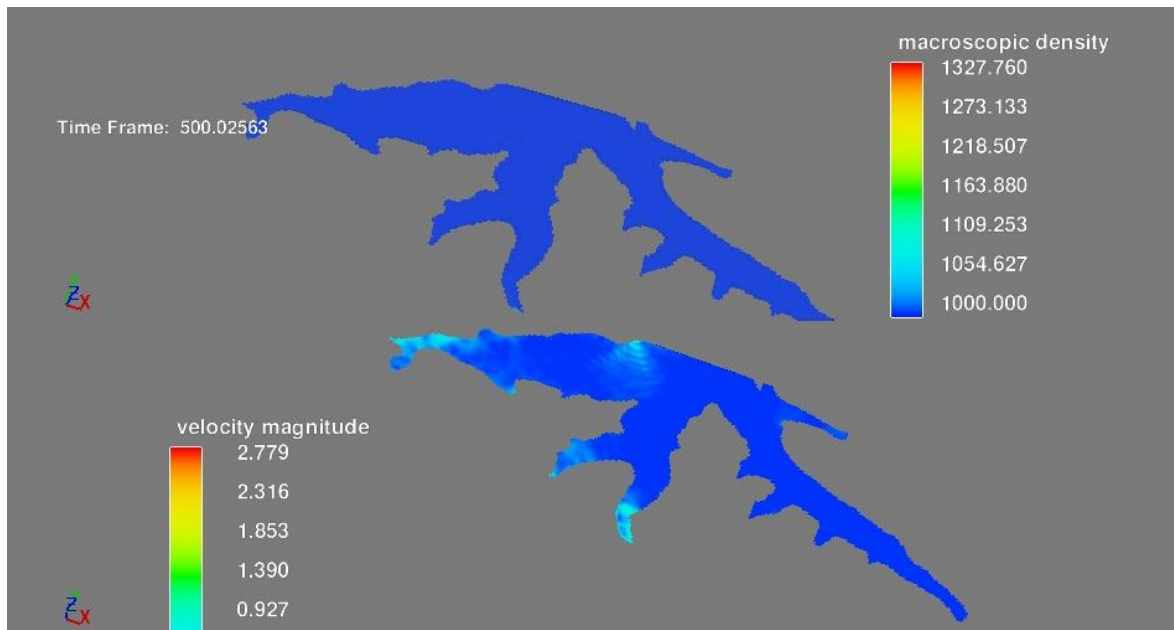 macroscopic density
1327.760
1273.133
1218.507
1163.880
1109.253
1054.627
1000.000
Time Frame: 500.02563
Z
X
velocity magnitude
2.779
2.316
1.853
1.390
0.927
Z
X